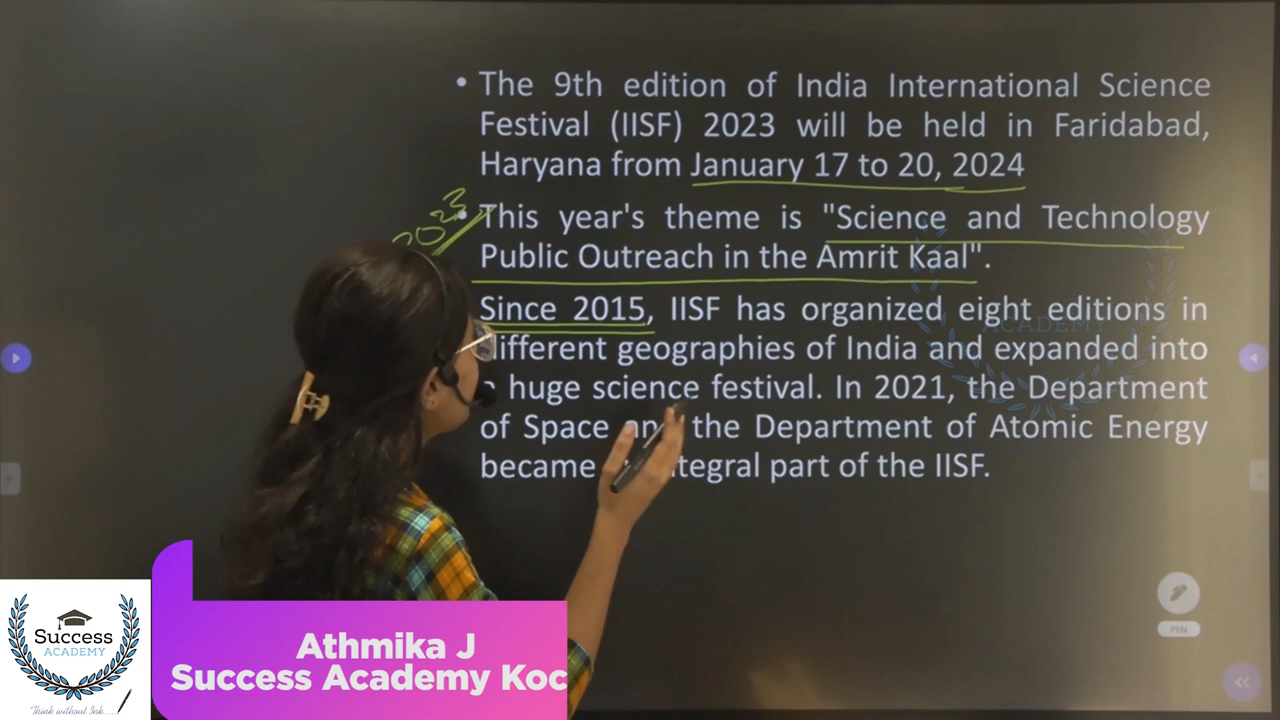 • The 9th edition of India International Science
Festival (IISF) 2023 will be held in Faridabad,
Haryana from January 17 to 20, 2024
2023
• This year's theme is "Science and Technology
Public Outreach in the Amrit Kaal".
Since 2015, IISF has organized eight editions in
different geographies of India and expanded into
huge science festival. In 2021, the Department
of Space and the Department of Atomic Energy
became integral part of the IISF.
ACADEMY
PEN
Success
ACADEMY
Think without Ink.....
Athmika J
Success Academy Koc